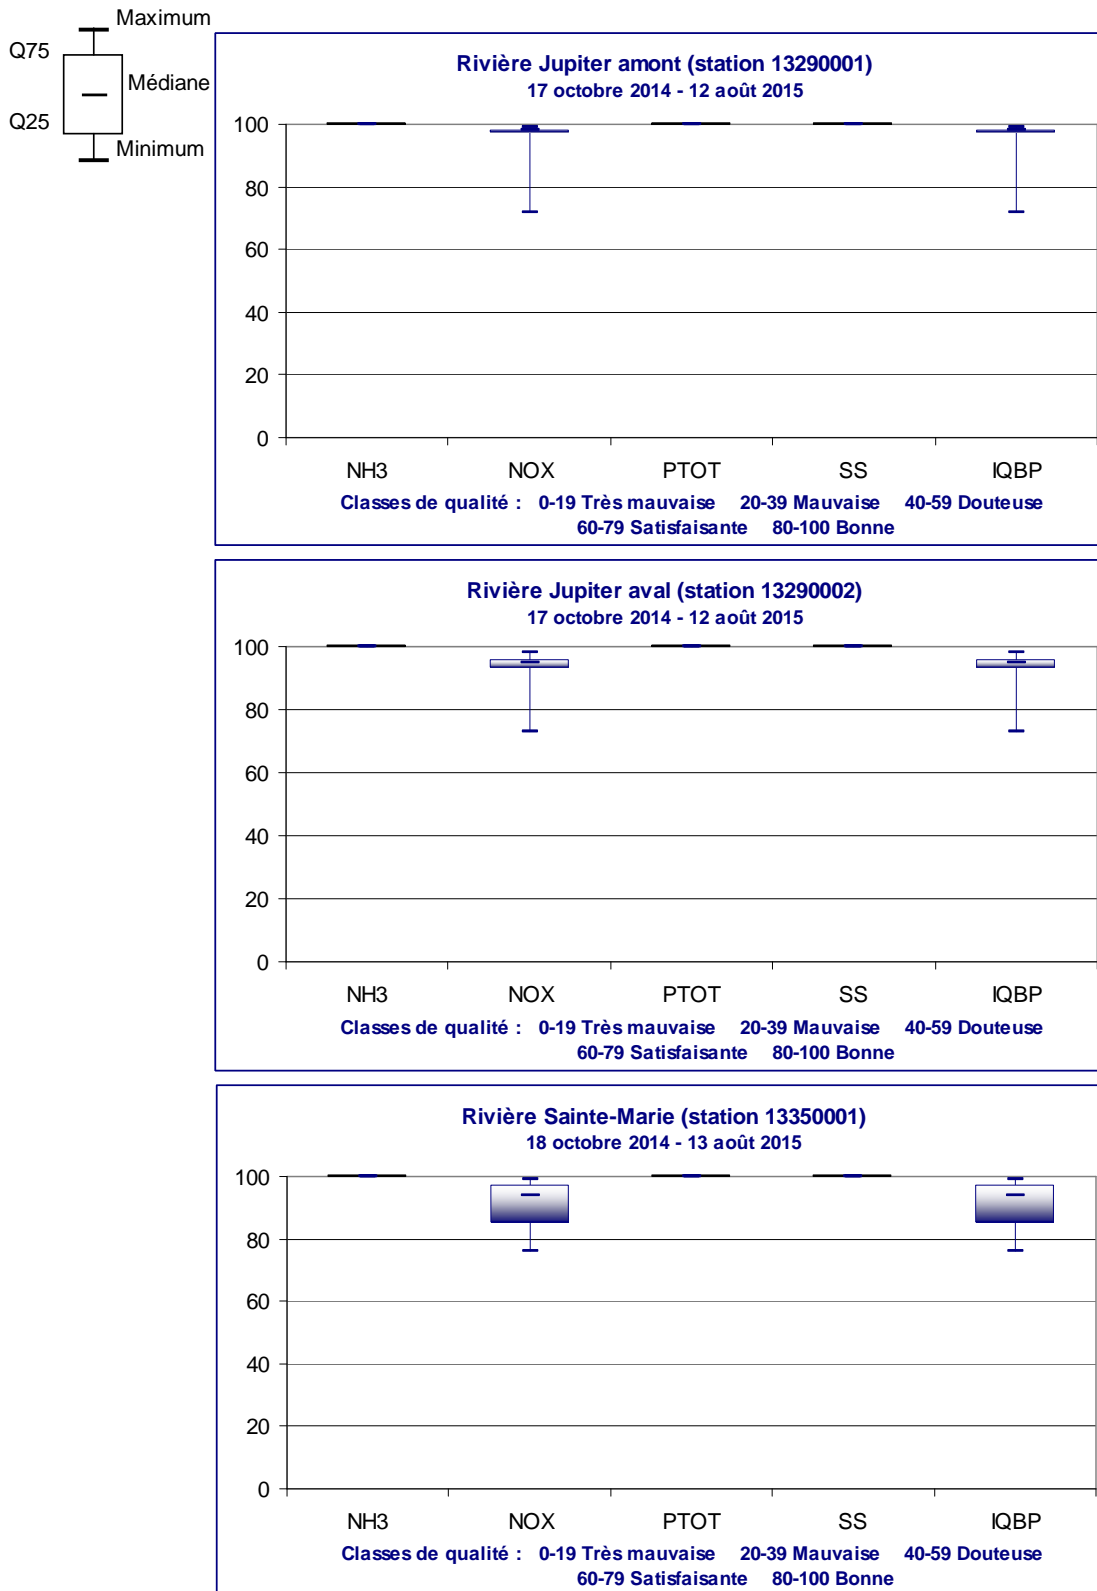 Maximum
Q75
Médiane
Q25
Minimum
Rivière Jupiter amont (station 13290001)
17 octobre 2014 - 12 août 2015
100
80
60
40
20
0
NH3 NOX PTOT SS IQBP
Classes de qualité : 0-19 Très mauvaise 20-39 Mauvaise 40-59 Douteuse
60-79 Satisfaisante 80-100 Bonne
Rivière Jupiter aval (station 13290002)
17 octobre 2014 - 12 août 2015
100
80
60
40
20
0
NH3 NOX PTOT SS IQBP
Classes de qualité : 0-19 Très mauvaise 20-39 Mauvaise 40-59 Douteuse
60-79 Satisfaisante 80-100 Bonne
Rivière Sainte-Marie (station 13350001)
18 octobre 2014 - 13 août 2015
100
80
60
40
20
0
NH3 NOX PTOT SS IQBP
Classes de qualité : 0-19 Très mauvaise 20-39 Mauvaise 40-59 Douteuse
60-79 Satisfaisante 80-100 Bonne